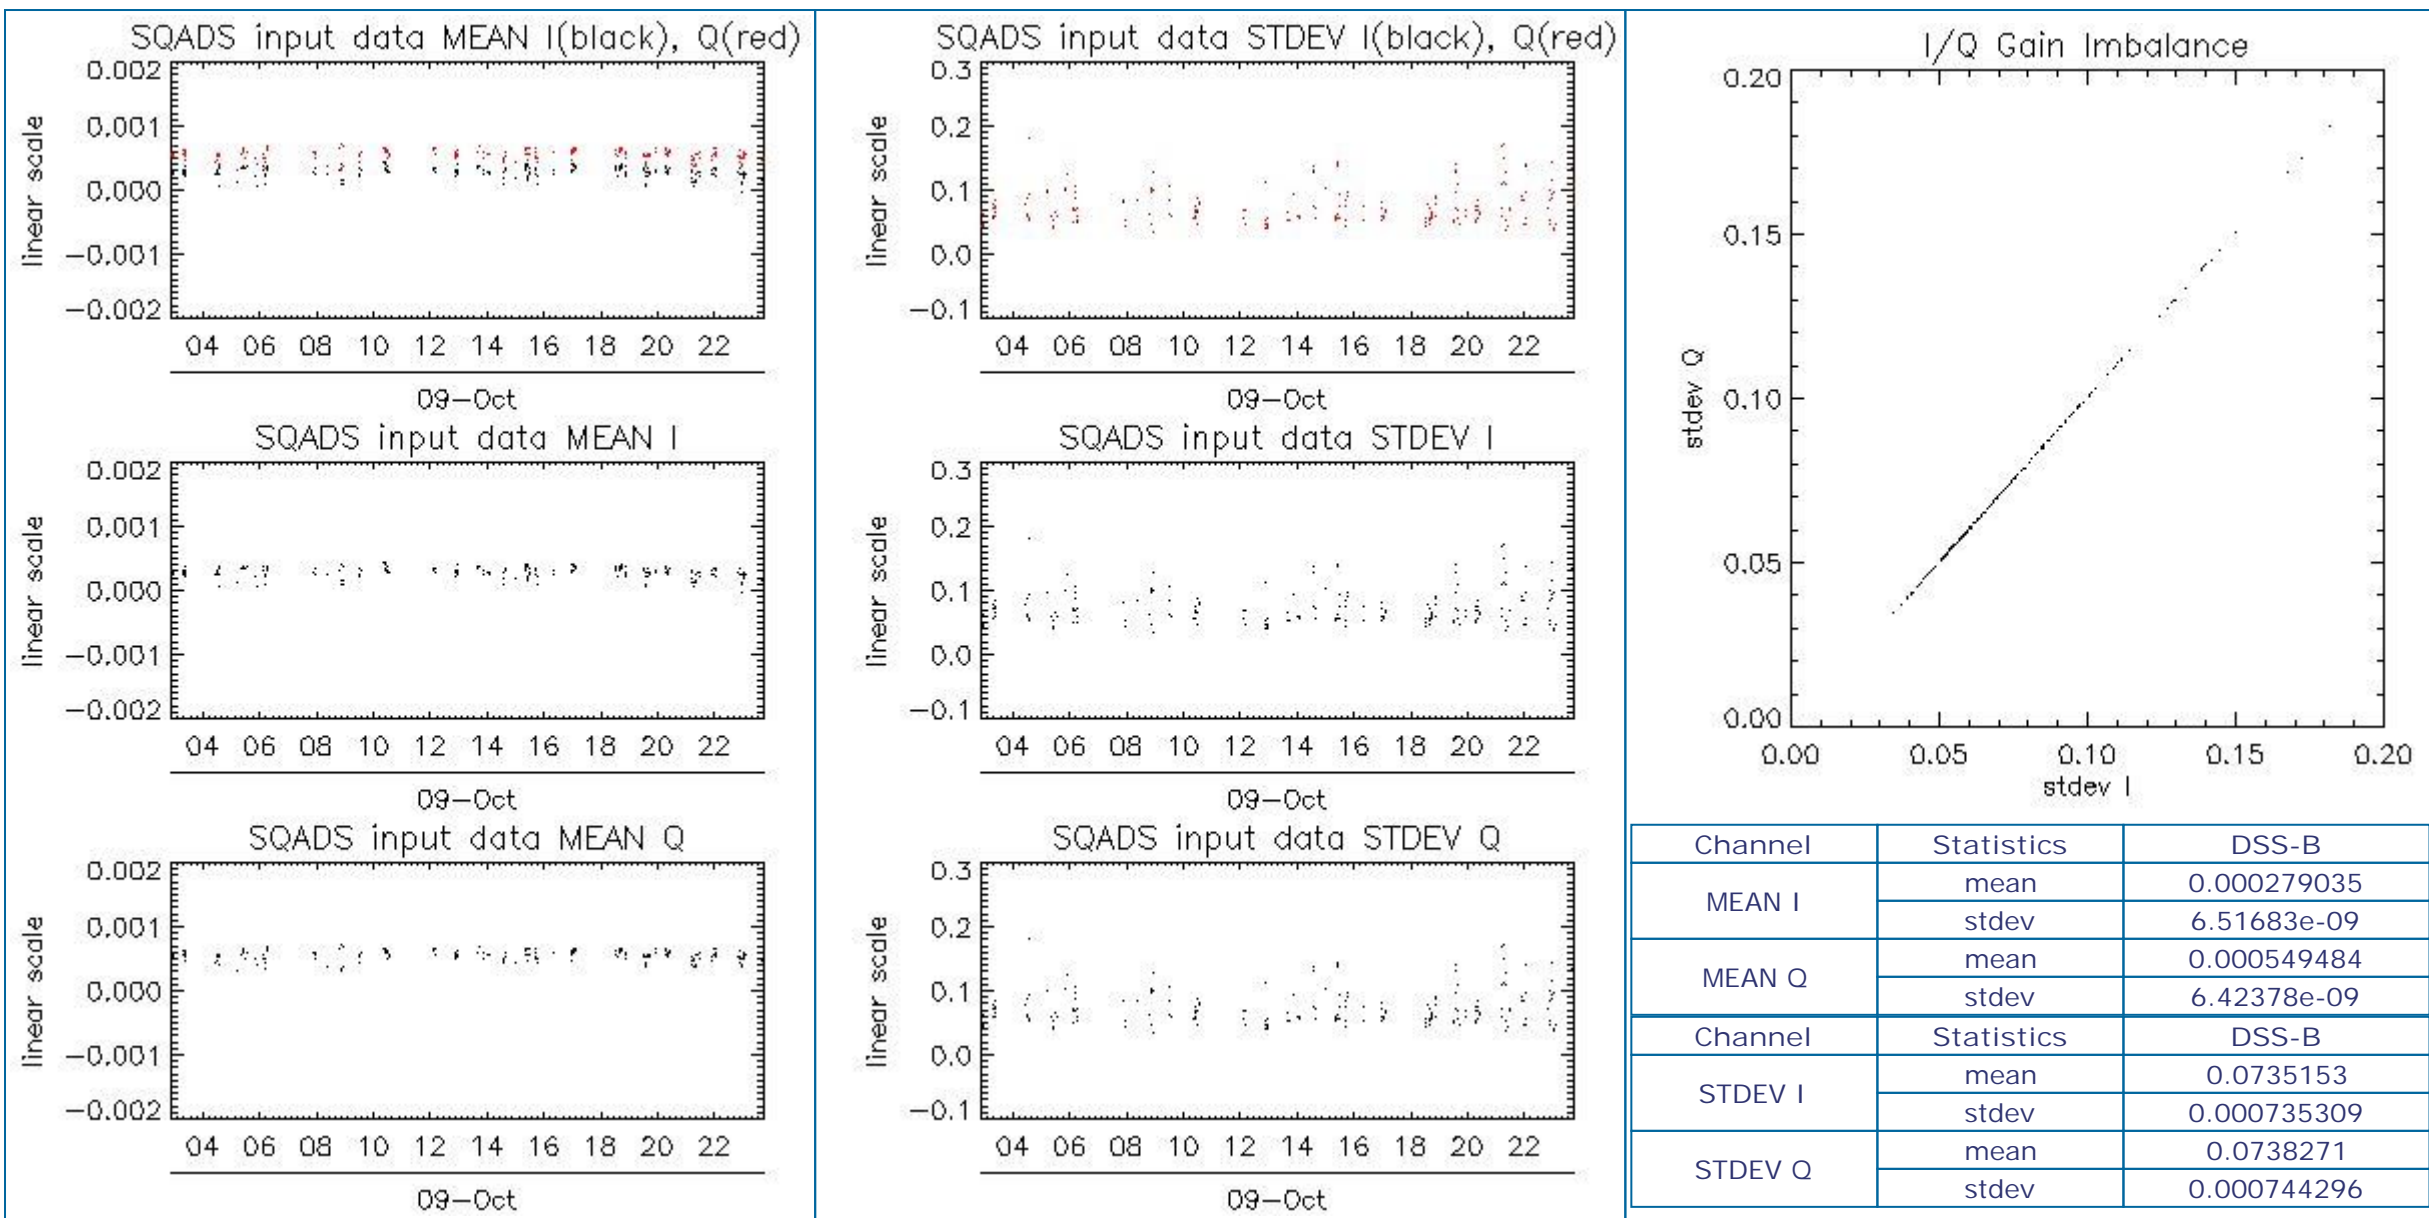 SQADS input data MEAN I(black), Q(red)
0.002
0.001
0.000
−0.001
−0.002
linear scale
04 06 08 10 12 14 16 18 20 22
09−Oct
SQADS input data MEAN I
0.002
0.001
0.000
−0.001
−0.002
linear scale
04 06 08 10 12 14 16 18 20 22
09−Oct
SQADS input data MEAN Q
0.002
0.001
0.000
−0.001
−0.002
linear scale
04 06 08 10 12 14 16 18 20 22
09−Oct
SQADS input data STDEV I(black), Q(red)
0.3
0.2
0.1
0.0
−0.1
linear scale
04 06 08 10 12 14 16 18 20 22
09−Oct
SQADS input data STDEV I
0.3
0.2
0.1
0.0
−0.1
linear scale
04 06 08 10 12 14 16 18 20 22
09−Oct
SQADS input data STDEV Q
0.3
0.2
0.1
0.0
−0.1
linear scale
04 06 08 10 12 14 16 18 20 22
09−Oct
I/Q Gain Imbalance
0.20
0.15
0.10
0.05
0.00
stdev Q
0.00 0.05 0.10 0.15 0.20
stdev I
Channel Statistics DSS-B
MEAN I mean 0.000279035
stdev 6.51683e-09
MEAN Q mean 0.000549484
stdev 6.42378e-09
Channel Statistics DSS-B
STDEV I mean 0.0735153
stdev 0.000735309
STDEV Q mean 0.0738271
stdev 0.000744296